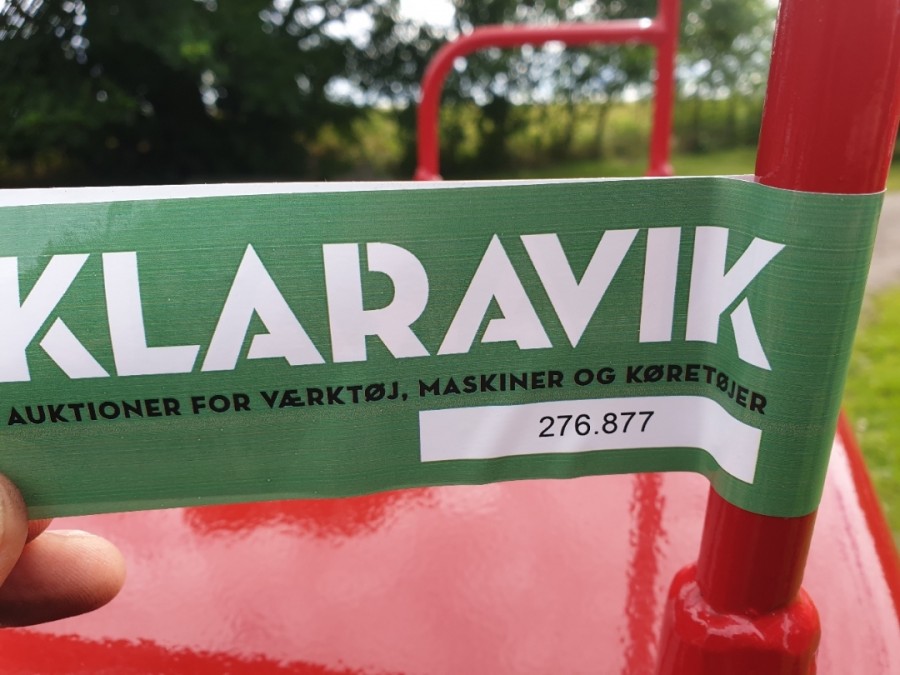 KLARAVIK
AUKTIONER FOR VÆRKTØJ, MASKINER OG KØRETØJER
276.877